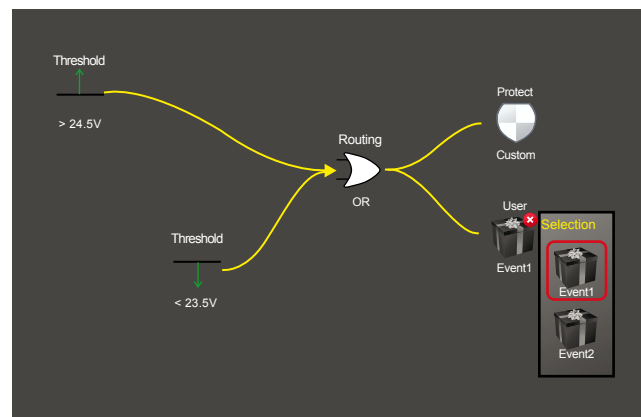 Threshold
> 24.5V
Protect
Custom
Routing
OR
User
Event1
Selection
Event1
Event2
Threshold
< 23.5V